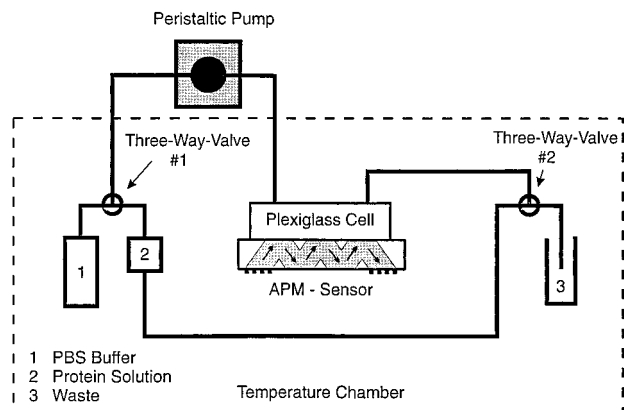 Peristaltic Pump
Three-Way-Valve
#1
Three-Way-Valve
#2
Plexiglass Cell
1
2
3
APM - Sensor
1 PBS Buffer
2 Protein Solution
3 Waste
Temperature Chamber